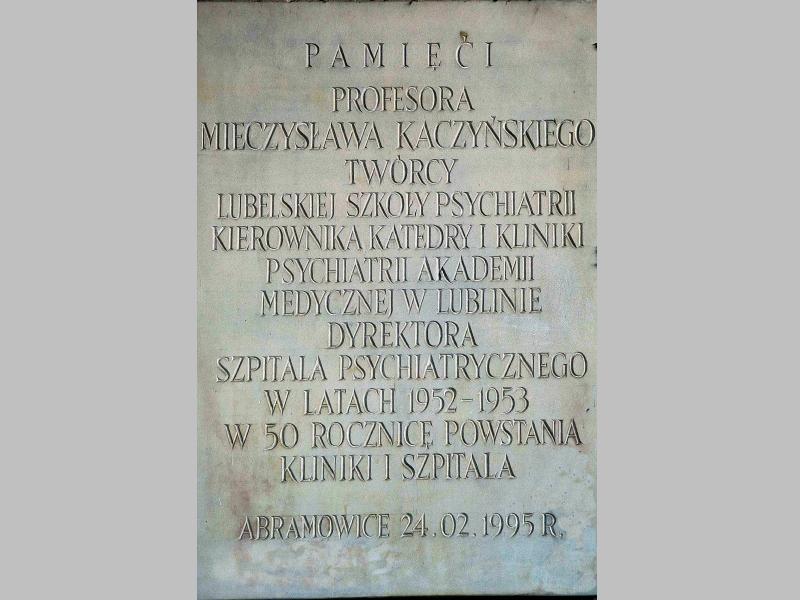 PAMIĘCI
PROFESORA
MIECZYSŁAWA KACZYŃSKIEGO
TWÓRCY
LUBELSKIEJ SZKOŁY PSYCHIATRII
KIEROWNIKA KATEDRY I KLINIKI
PSYCHIATRII AKADEMII
MEDYCZNEJ W LUBLINIE
DYREKTORA
SZPITALA PSYCHIATRYCZNEGO
W LATACH 1952-1953
W 50 ROCZNICĘ POWSTANIA
KLINIKI I SZPITALA
ABRAMOWICE 24.02.1995 R.